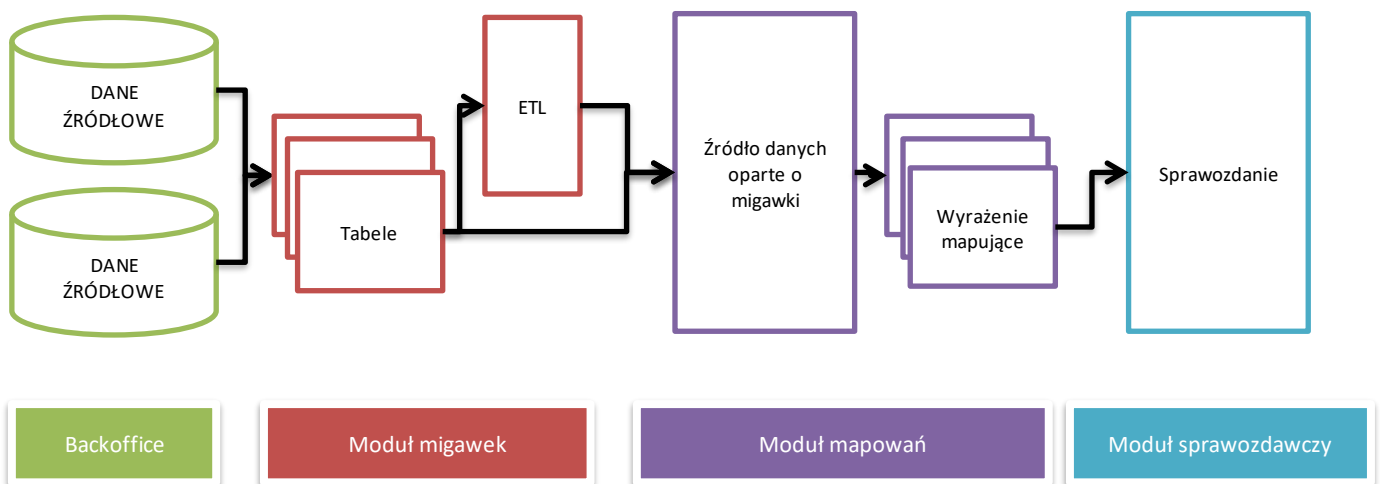 DANE
ŹRÓDŁOWE
DANE
ŹRÓDŁOWE
Tabele
ETL
Źródło danych
oparte o
migawki
Wyrażenie
mapujące
Sprawozdanie
Backoffice
Moduł migawek
Moduł mapowań
Moduł sprawozdawczy